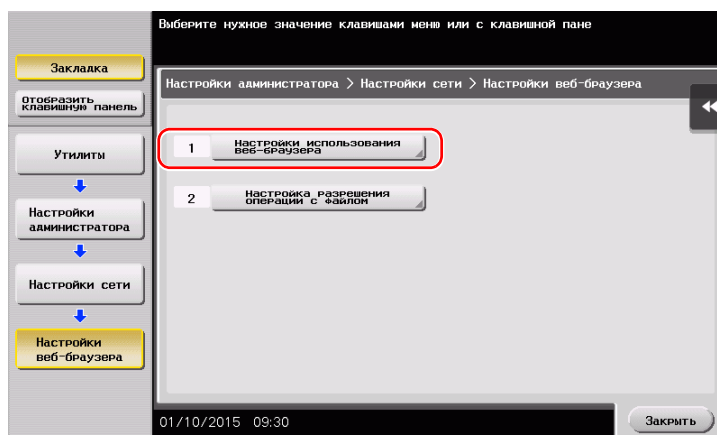 Выберите нужное значение клавишами меню или с клавишной пане
Закладка
Отобразить
клавишную панель
Утилиты
Настройки
администратора
Настройки сети
Настройки
веб-браузера
Настройки администратора > Настройки сети > Настройки веб-браузера
1 Настройки использования
веб-браузера
2 Настройка разрешения
операции с файлом
01/10/2015 09:30
Закрыть